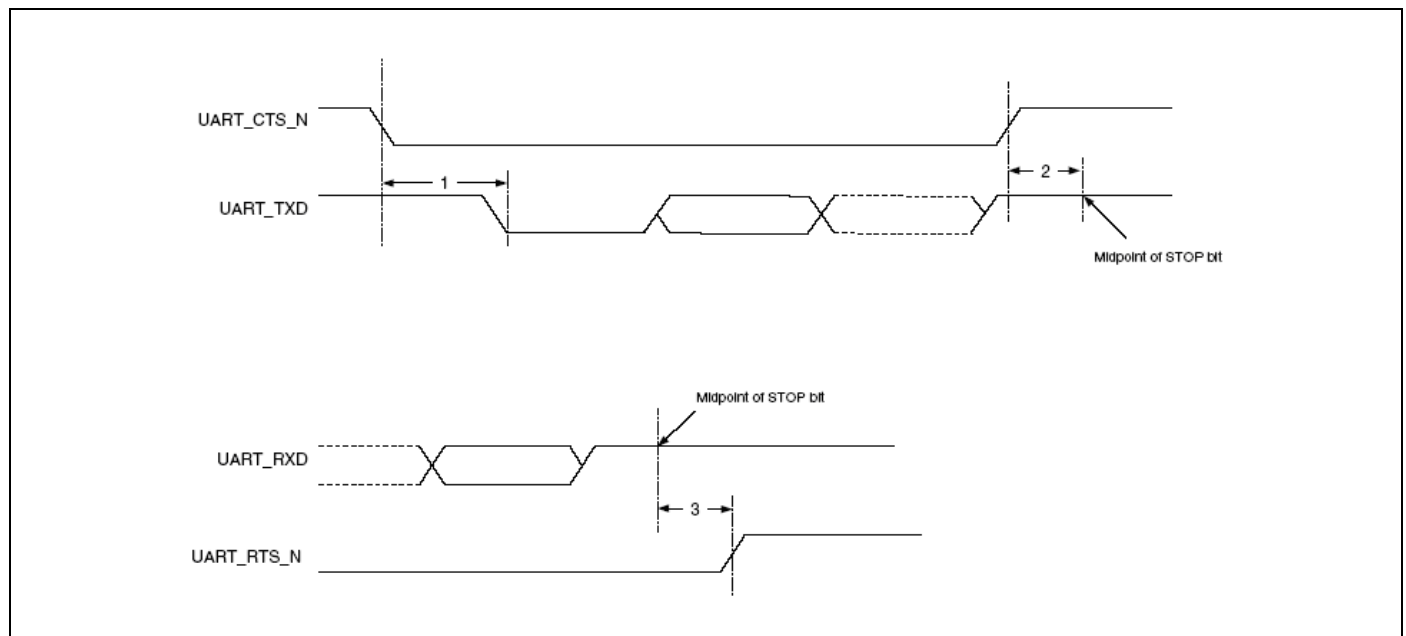 UART_CTS_N
1
2
UART_TXD
Midpoint of STOP bit
Midpoint of STOP bit
UART_RXD
3
UART_RTS_N